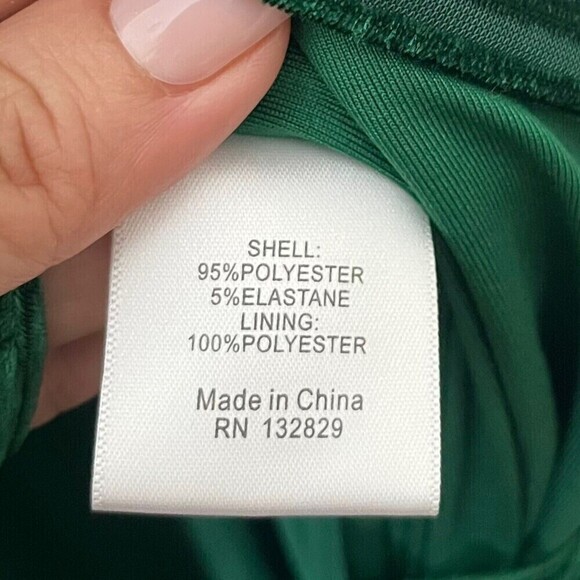 SHELL:
95%POLYESTER
5%ELASTANE
LINING:
100%POLYESTER
Made in China
RN 132829